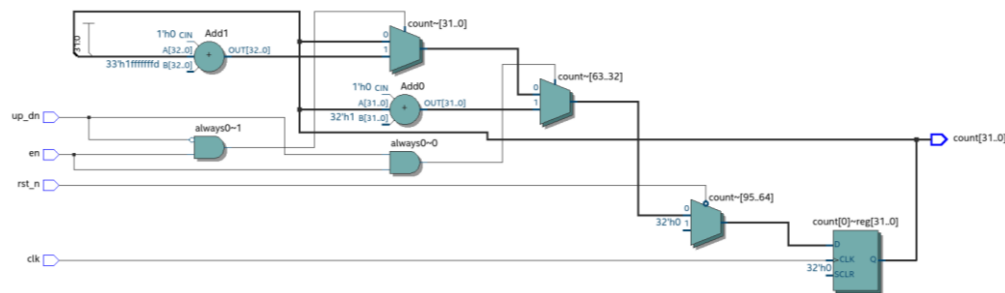 count~[31..0]
Add1
1'h0 CIN
A[32..0]
OUT[32..0]
33'h1fffffffd B[32..0]
31:0
0
1
count~[63..32]
Add0
1'h0 CIN
A[31..0]
OUT[31..0]
32'h1 B[31..0]
0
1
up_dn
always0~1
en
always0~0
count[31..0]
rst_n
count~[95..64]
0
32'h0 1
count[0]~reg[31..0]
D
clk
>CLK
Q
32'h0 SCLR